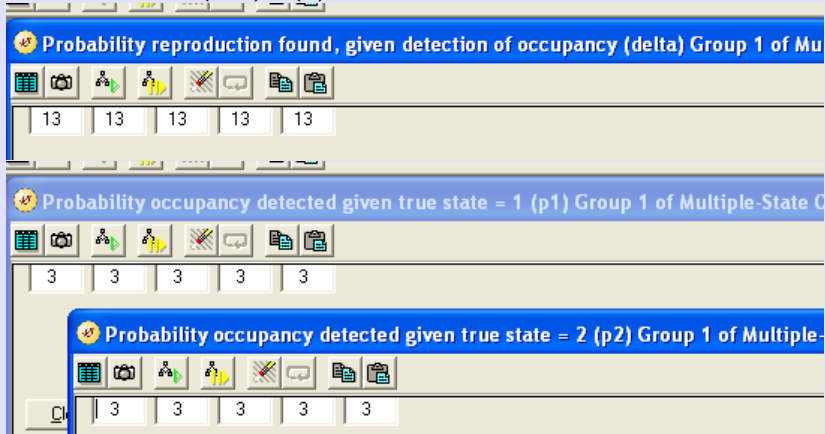 Probability reproduction found, given detection of occupancy (delta) Group 1 of Mu
13 13 13 13 13
Probability occupancy detected given true state = 1 (p1) Group 1 of Multiple-State
3 3 3 3 3
Probability occupancy detected given true state = 2 (p2) Group 1 of Multiple-
Cl
3 3 3 3 3